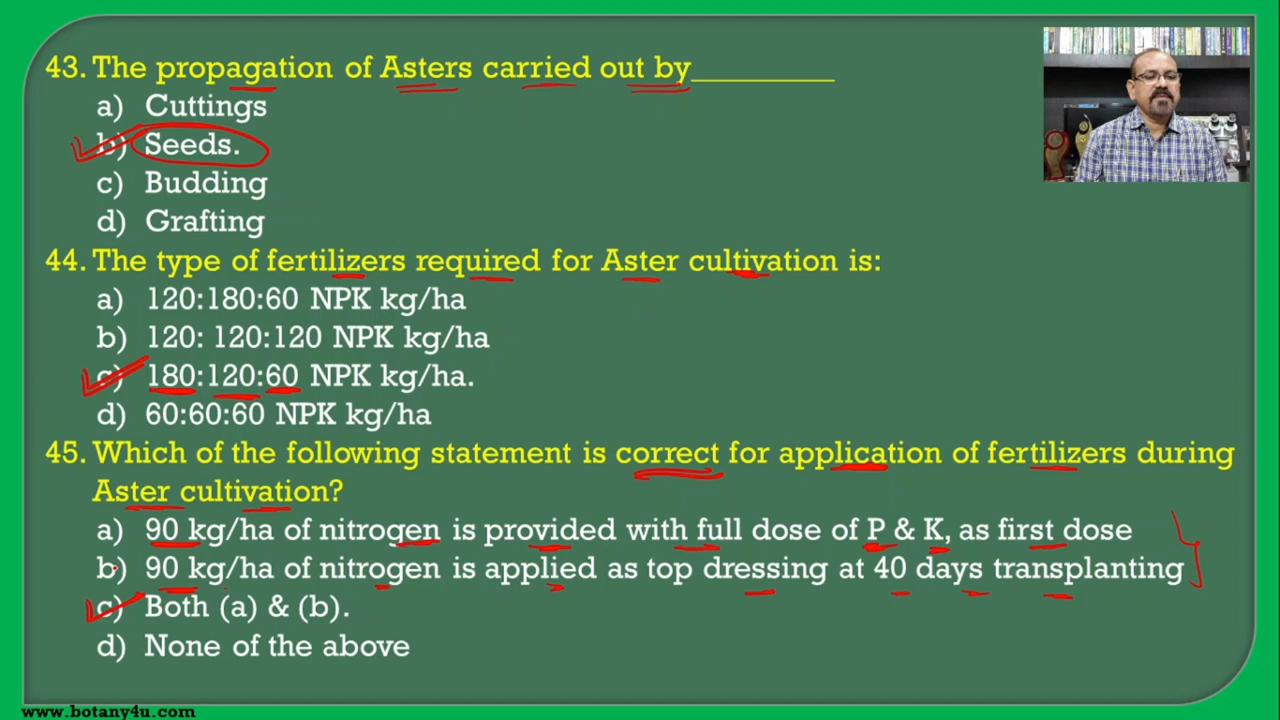 43. The propagation of Asters carried out by_________
a) Cuttings
b) Seeds.
c) Budding
d) Grafting
44. The type of fertilizers required for Aster cultivation is:
a) 120:180:60 NPK kg/ha
b) 120: 120:120 NPK kg/ha
c) 180:120:60 NPK kg/ha.
d) 60:60:60 NPK kg/ha
45. Which of the following statement is correct for application of fertilizers during
Aster cultivation?
a) 90 kg/ha of nitrogen is provided with full dose of P & K, as first dose
b) 90 kg/ha of nitrogen is applied as top dressing at 40 days transplanting
c) Both (a) & (b).
d) None of the above
www.botany4u.com